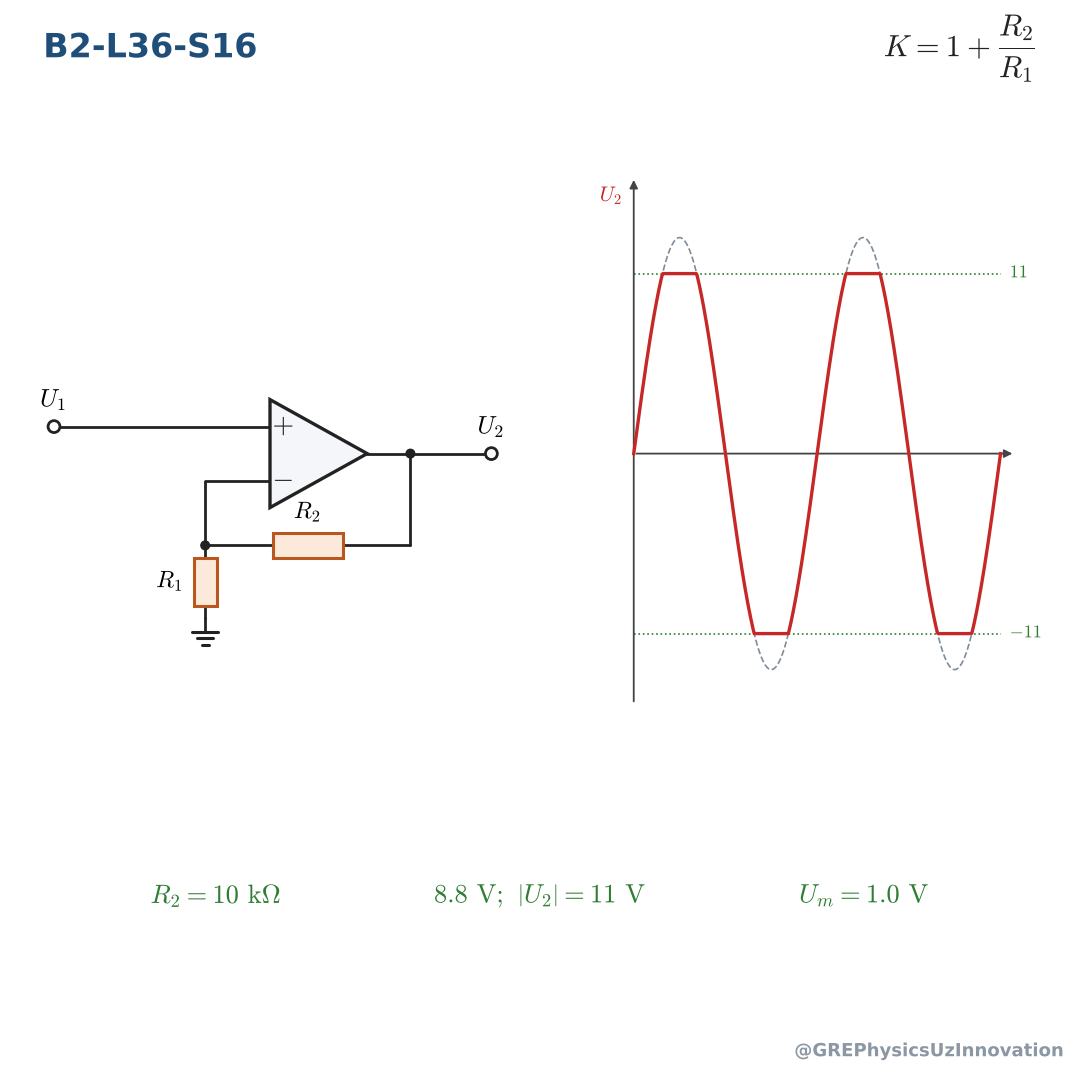 B2-L36-S16
K = 1 + R₂/R₁
U₂
11
U₁
U₂
+
−
R₂
R₁
−11
R₂ = 10 kΩ
8.8 V; |U₂| = 11 V
Uₘ = 1.0 V
@GREPhysicsUzInnovation